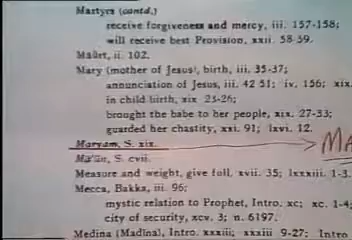 Martyrs (contd.)
receive forgiveness and mercy, iii. 157-158;
will receive best Provision, xxii. 58-59.
Mārūt, ii. 102.
Mary (mother of Jesus), birth, iii. 35-37;
annunciation of Jesus, iii. 42-51; iv. 156; xix.
in child birth, xix. 23-26;
brought the babe to her people, xix. 27-33;
guarded her chastity, xxi. 91; lxvi. 12.
Maryam, S. xix. MA
Mā'ūn, S. cvii.
Measure and weight, give full, xvii. 35; lxxxiii. 1-3.
Mecca, Bakka, iii. 96;
mystic relation to Prophet, Intro. xc; xc. 1-4;
city of security, xcv. 3; n. 6197.
Medina (Madīna), Intro. xxxiii; xxxiii 9-27; Intro